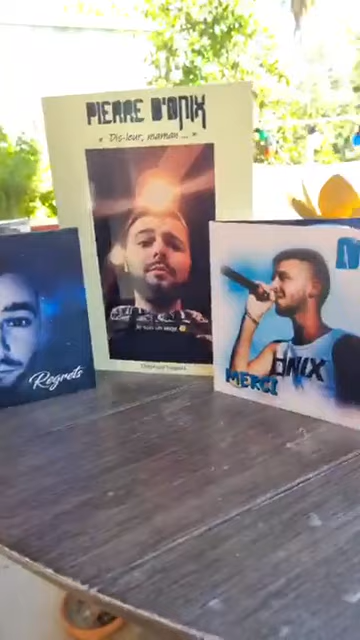 PIERRE D'ONIX
« Dis-leur, maman ... »
Regrets
ONIX
MERCI